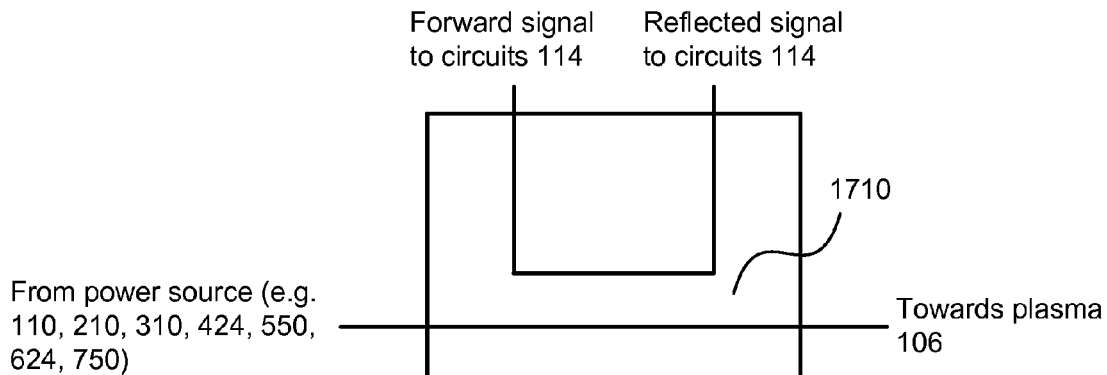 Forward signal
to circuits 114
Reflected signal
to circuits 114
1710
From power source (e.g.
110, 210, 310, 424, 550,
624, 750)
Towards plasma
106